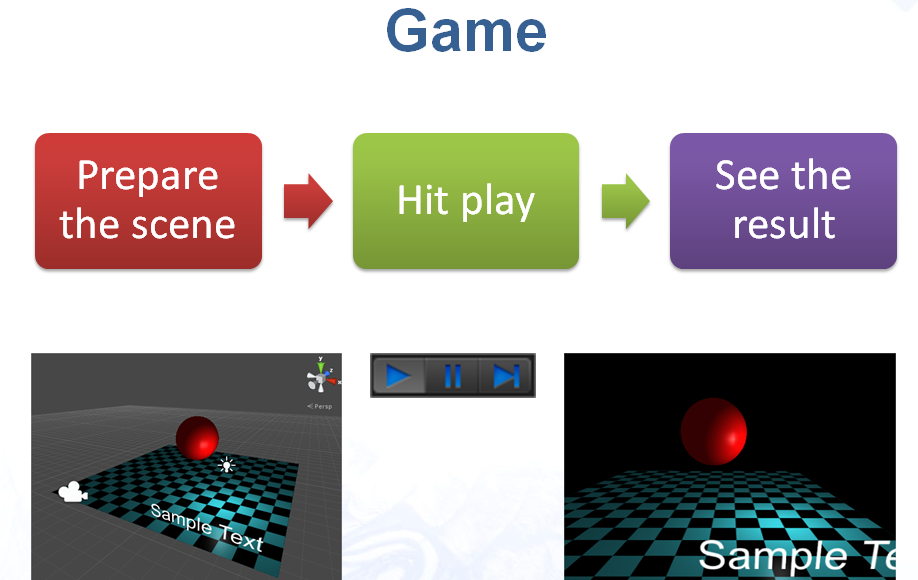 Game
Prepare
the scene
Hit play
See the
result
y
z
x
< Persp
Sample Text
Sample Te